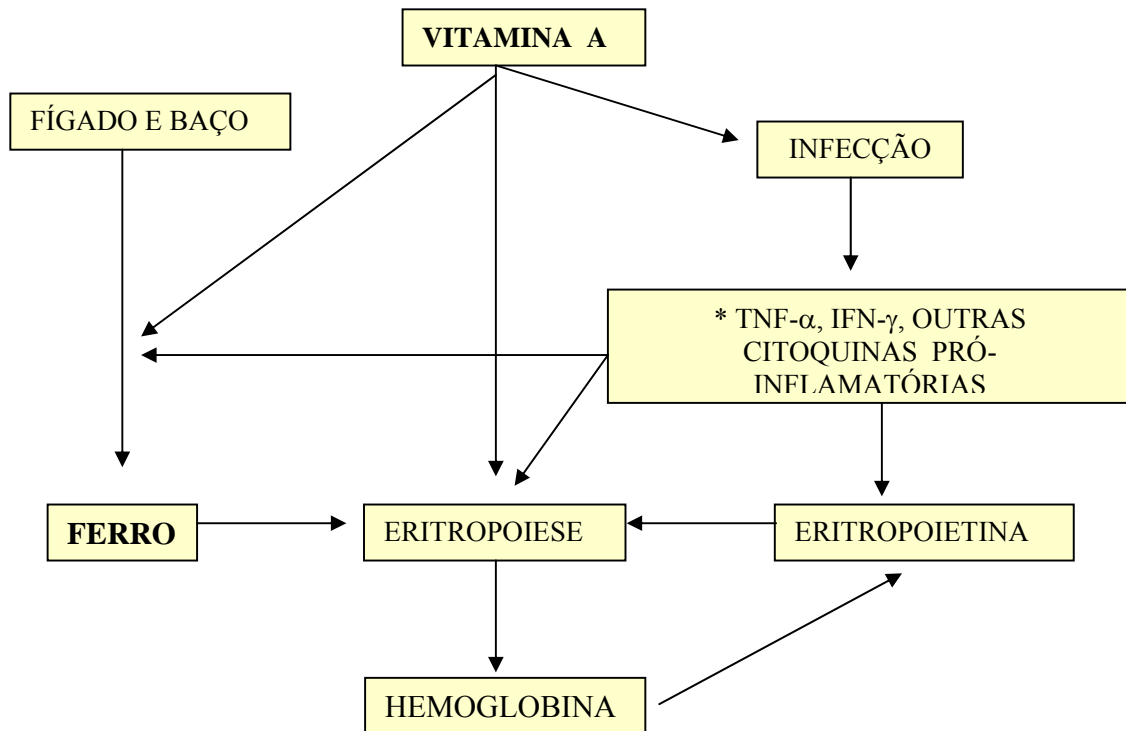 VITAMINA A
FÍGADO E BAÇO
INFECÇÃO
* TNF-α, IFN-γ, OUTRAS
CITOQUINAS PRÓ-
INFLAMATÓRIAS
FERRO
ERITROPOIESE
ERITROPOIETINA
HEMOGLOBINA